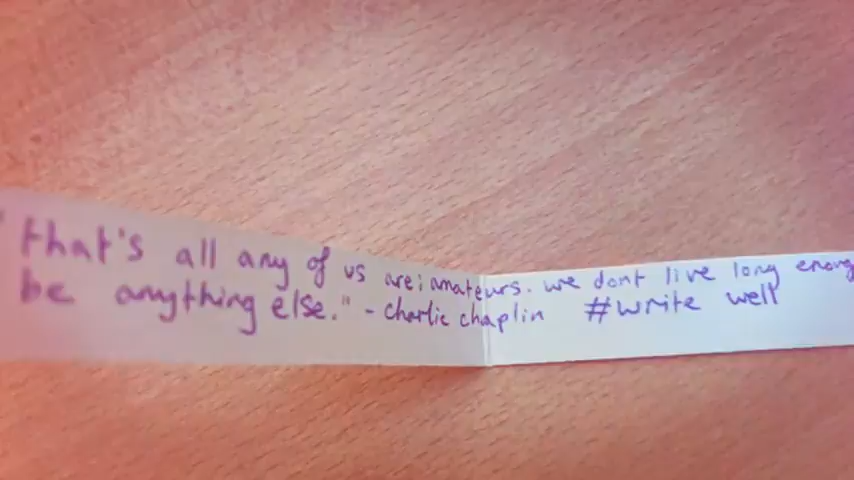 "that's all any of us are: amateurs. we dont live long enoug
be anything else." - charlie chaplin #write well